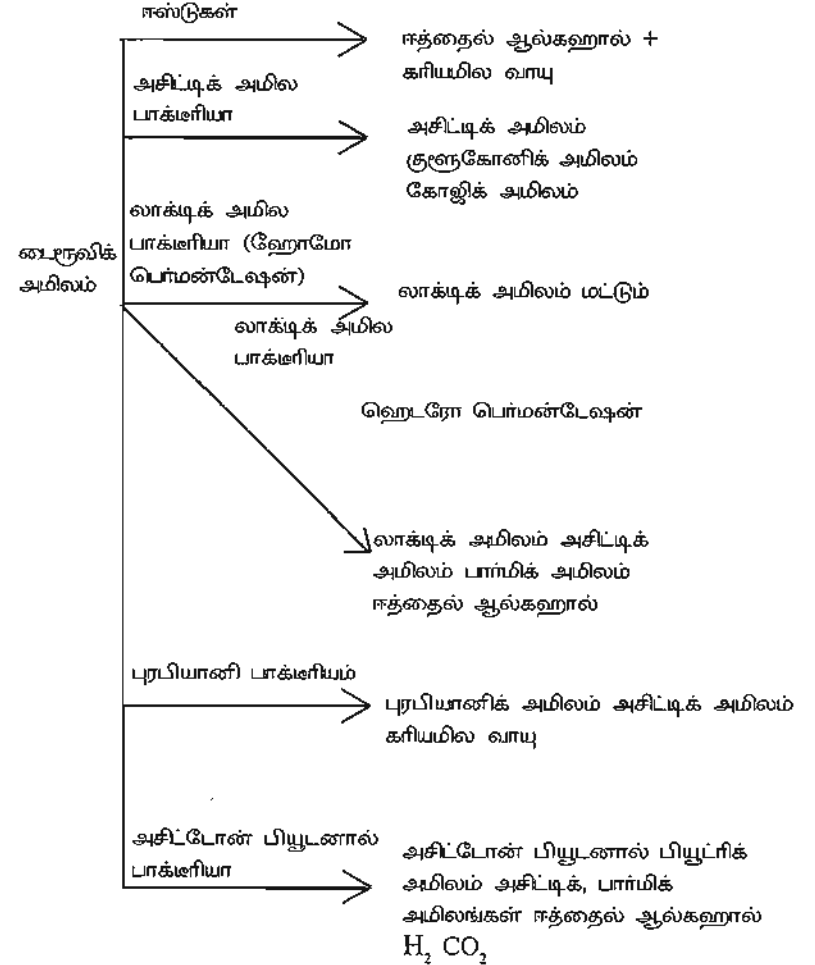 ஈஸ்டுகள்
ஈத்தைல் ஆல்கஹால் +
கரியமில வாயு
அசிட்டிக் அமில
பாக்டீரியா
அசிட்டிக் அமிலம்
குளூகோனிக் அமிலம்
கோஜிக் அமிலம்
லாக்டிக் அமில
பாக்டீரியா (ஹோமோ
பெர்மன்டேஷன்)
பைரூவிக்
அமிலம்
லாக்டிக் அமிலம் மட்டும்
லாக்டிக் அமில
பாக்டீரியா
ஹெடரோ பெர்மன்டேஷன்
லாக்டிக் அமிலம் அசிட்டிக்
அமிலம் பார்மிக் அமிலம்
ஈத்தைல் ஆல்கஹால்
புரபியானி பாக்டீரியம்
புரபியானிக் அமிலம் அசிட்டிக் அமிலம்
கரியமில வாயு
அசிட்டோன் பியூடனால்
பாக்டீரியா
அசிட்டோன் பியூடனால் பியூட்ரிக்
அமிலம் அசிட்டிக், பார்மிக்
அமிலங்கள் ஈத்தைல் ஆல்கஹால்
H₂ CO₂